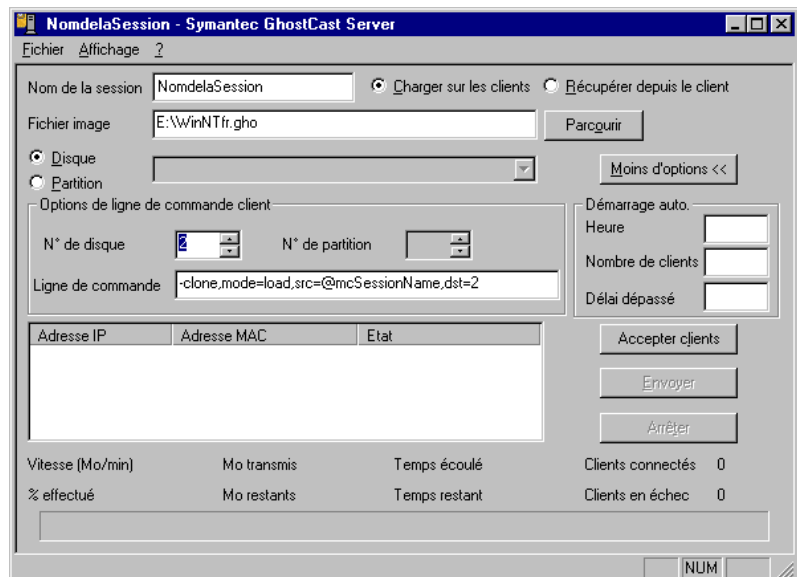 NomdelaSession - Symantec GhostCast Server
Fichier Affichage ?
Nom de la session NomdelaSession Charger sur les clients Récupérer depuis le client
Fichier image E:\WinNTfr.gho Parcourir
Disque
Partition
Moins d'options <<
Options de ligne de commande client
N° de disque 2 N° de partition
Ligne de commande -clone,mode=load,src=@mcSessionName,dst=2
Démarrage auto.
Heure
Nombre de clients
Délai dépassé
Adresse IP Adresse MAC Etat
Accepter clients
Envoyer
Arrêter
Vitesse (Mo/min) Mo transmis Temps écoulé Clients connectés 0
% effectué Mo restants Temps restant Clients en échec 0
NUM